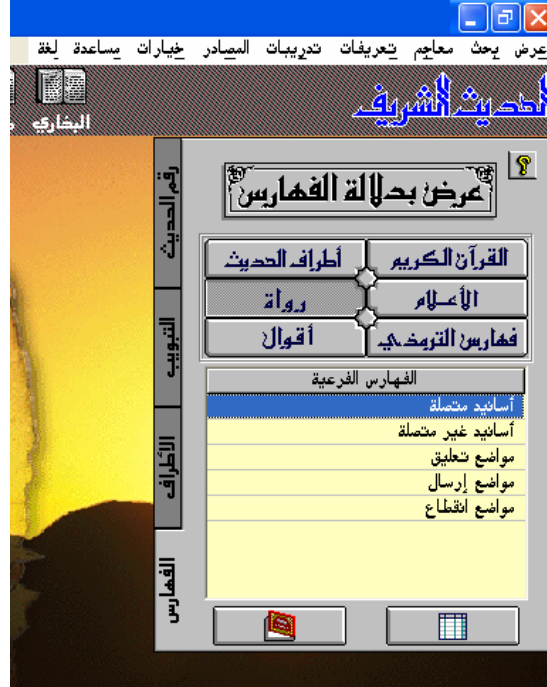 عرض يحث معاجم تعريفات تدريبات المصادر خيارات مساعدة لغة
الحديث الشريف
البخاري
رقم الحديث
التبويب
الأطراف
الفهارس
عرض بدلالة الفهارس
القرآن الكريم أطراف الحديث
الأعلام رواة
فهارس الترمذي أقوال
الفهارس الفرعية
أسانيد متصلة
أسانيد غير متصلة
مواضع تعليق
مواضع إرسال
مواضع انقطاع